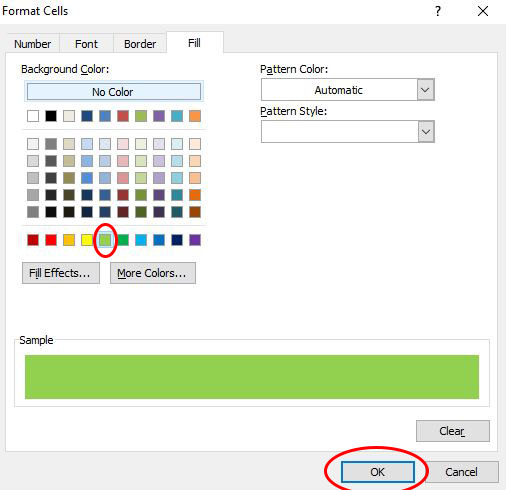 Format Cells ?
Number Font Border Fill
Background Color: Pattern Color:
No Color Automatic
Pattern Style:
Fill Effects... More Colors...
Sample
Clear
OK Cancel